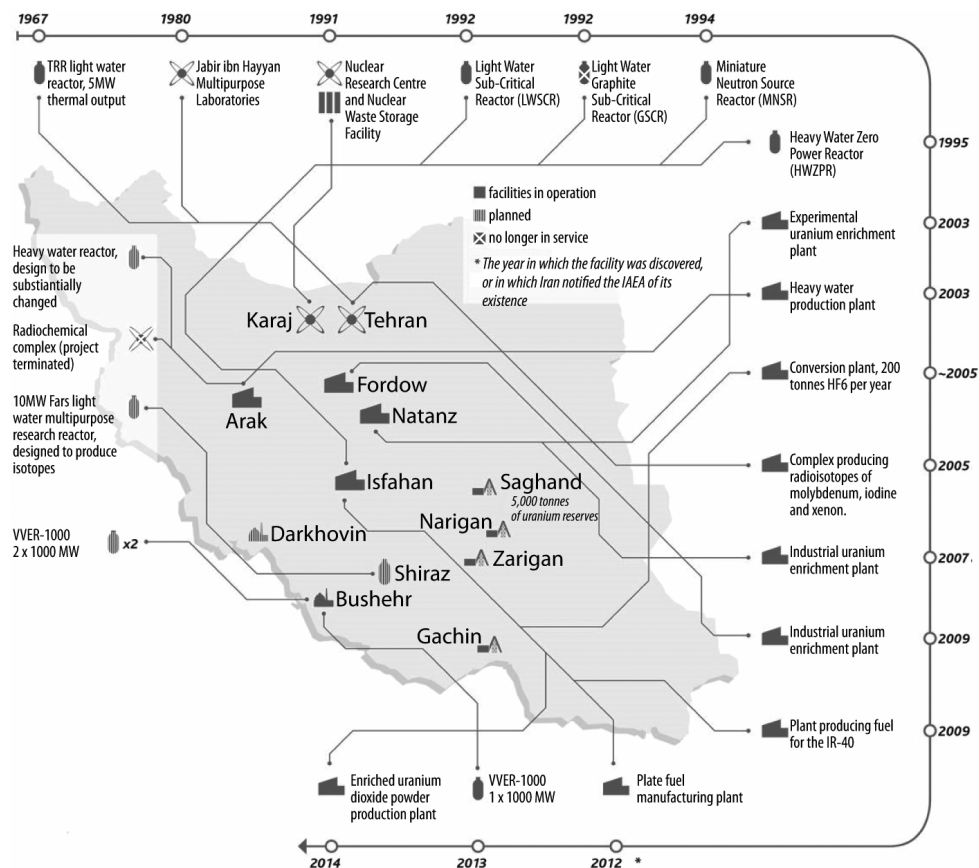 1967
1980
1991
1992
1992
1994
TRR light water
reactor, 5MW
thermal output
Jabir ibn Hayyan
Multipurpose
Laboratories
Nuclear
Research Centre
and Nuclear
Waste Storage
Facility
Light Water
Sub-Critical
Reactor (LWSCR)
Light Water
Graphite
Sub-Critical
Reactor (GSCR)
Miniature
Neutron Source
Reactor (MNSR)
Heavy Water Zero
Power Reactor
(HWZPR)
1995
facilities in operation
planned
no longer in service
* The year in which the facility was discovered,
or in which Iran notified the IAEA of its
existence
Experimental
uranium enrichment
plant
2003
Heavy water
production plant
2003
Conversion plant, 200
tonnes HF6 per year
~2005
Complex producing
radioisotopes of
molybdenum, iodine
and xenon.
2005
Industrial uranium
enrichment plant
2007.
Industrial uranium
enrichment plant
2009
Plant producing fuel
for the IR-40
2009
Heavy water reactor,
design to be
substantially
changed
Radiochemical
complex (project
terminated)
10MW Fars light
water multipurpose
research reactor,
designed to produce
isotopes
VVER-1000
2 x 1000 MW
x2
Karaj
Tehran
Fordow
Arak
Natanz
Isfahan
Saghand
5,000 tonnes
of uranium reserves
Narigan
Darkhovin
Zarigan
Shiraz
Bushehr
Gachin
Enriched uranium
dioxide powder
production plant
VVER-1000
1 x 1000 MW
Plate fuel
manufacturing plant
2014
2013
2012 *